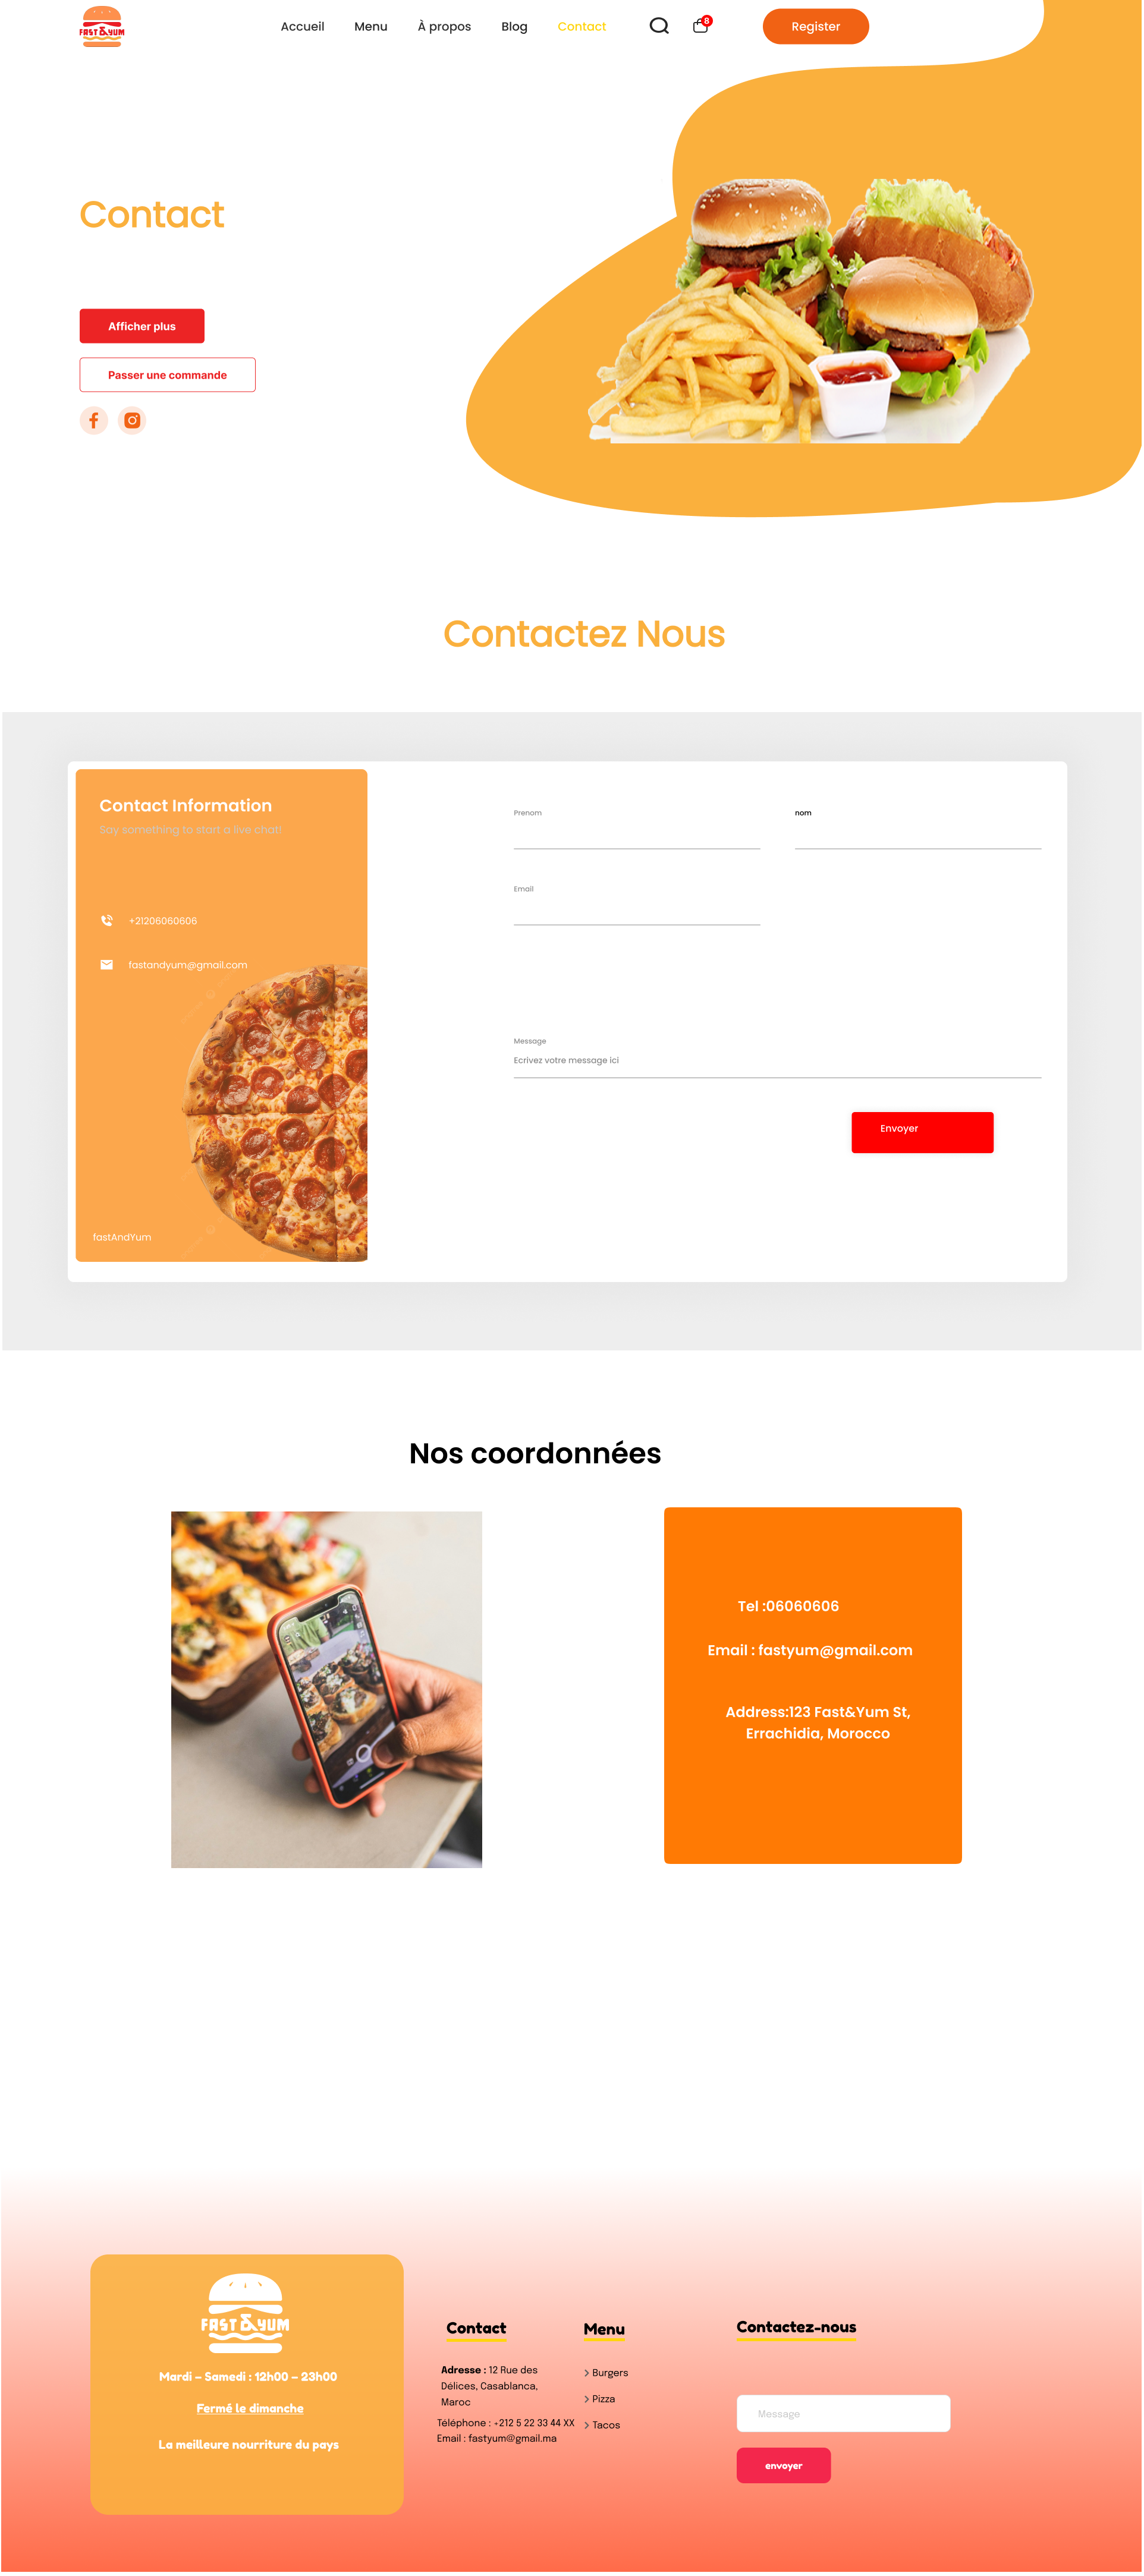 FAST & YUM
Accueil
Menu
À propos
Blog
Contact
8
Register
Contact
Afficher plus
Passer une commande
Contactez Nous
Contact Information
Say something to start a live chat!
+21206060606
fastandyum@gmail.com
fastAndYum
Prenom
nom
Email
Message
Ecrivez votre message ici
Envoyer
Nos coordonnées
Tel :06060606
Email : fastyum@gmail.com
Address:123 Fast&Yum St,
Errachidia, Morocco
FAST & YUM
Mardi – Samedi : 12h00 – 23h00
Fermé le dimanche
La meilleure nourriture du pays
Contact
Adresse : 12 Rue des
Délices, Casablanca,
Maroc
Téléphone : +212 5 22 33 44 XX
Email : fastyum@gmail.ma
Menu
Burgers
Pizza
Tacos
Contactez-nous
Message
envoyer